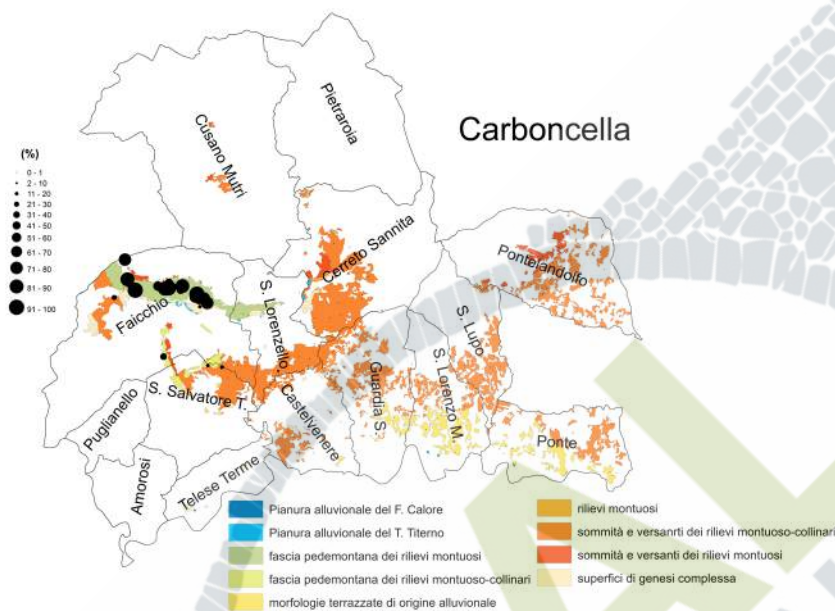 Carboncella
(%)
0 - 1
2 - 10
11 - 20
21 - 30
31 - 40
41 - 50
51 - 60
61 - 70
71 - 80
81 - 90
91 - 100
Cusano Mutri
Pietraroia
Cerreto Sannita
Pontelandolfo
Faicchio
S. Lorenzello
S. Lupo
S. Lorenzo M.
Guardia S.
Castelvenere
S. Salvatore T.
Puglianello
Amorosi
Telese Terme
Ponte
Pianura alluvionale del F. Calore
Pianura alluvionale del T. Titerno
fascia pedemontana dei rilievi montuosi
fascia pedemontana dei rilievi montuoso-collinari
morfologie terrazzate di origine alluvionale
rilievi montuosi
sommità e versanrti dei rilievi montuoso-collinari
sommità e versanti dei rilievi montuosi
superfici di genesi complessa